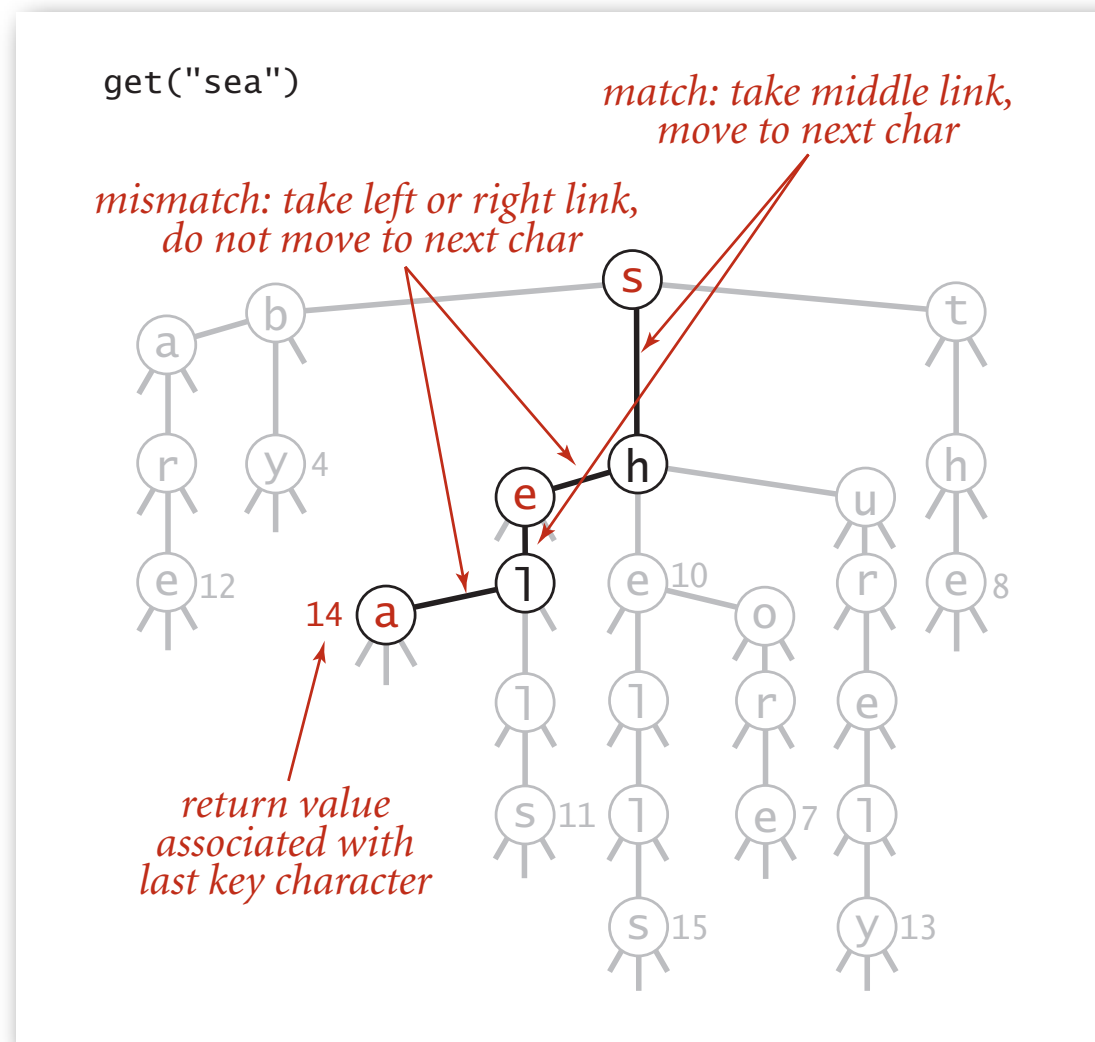 get("sea")
match: take middle link,
move to next char
mismatch: take left or right link,
do not move to next char
s
b
t
a
r
y 4
h
h
e
u
e 12
l
e 10
r
e 8
14 a
o
l
l
r
e
return value
associated with
last key character
s 11
l
e 7
l
s 15
y 13